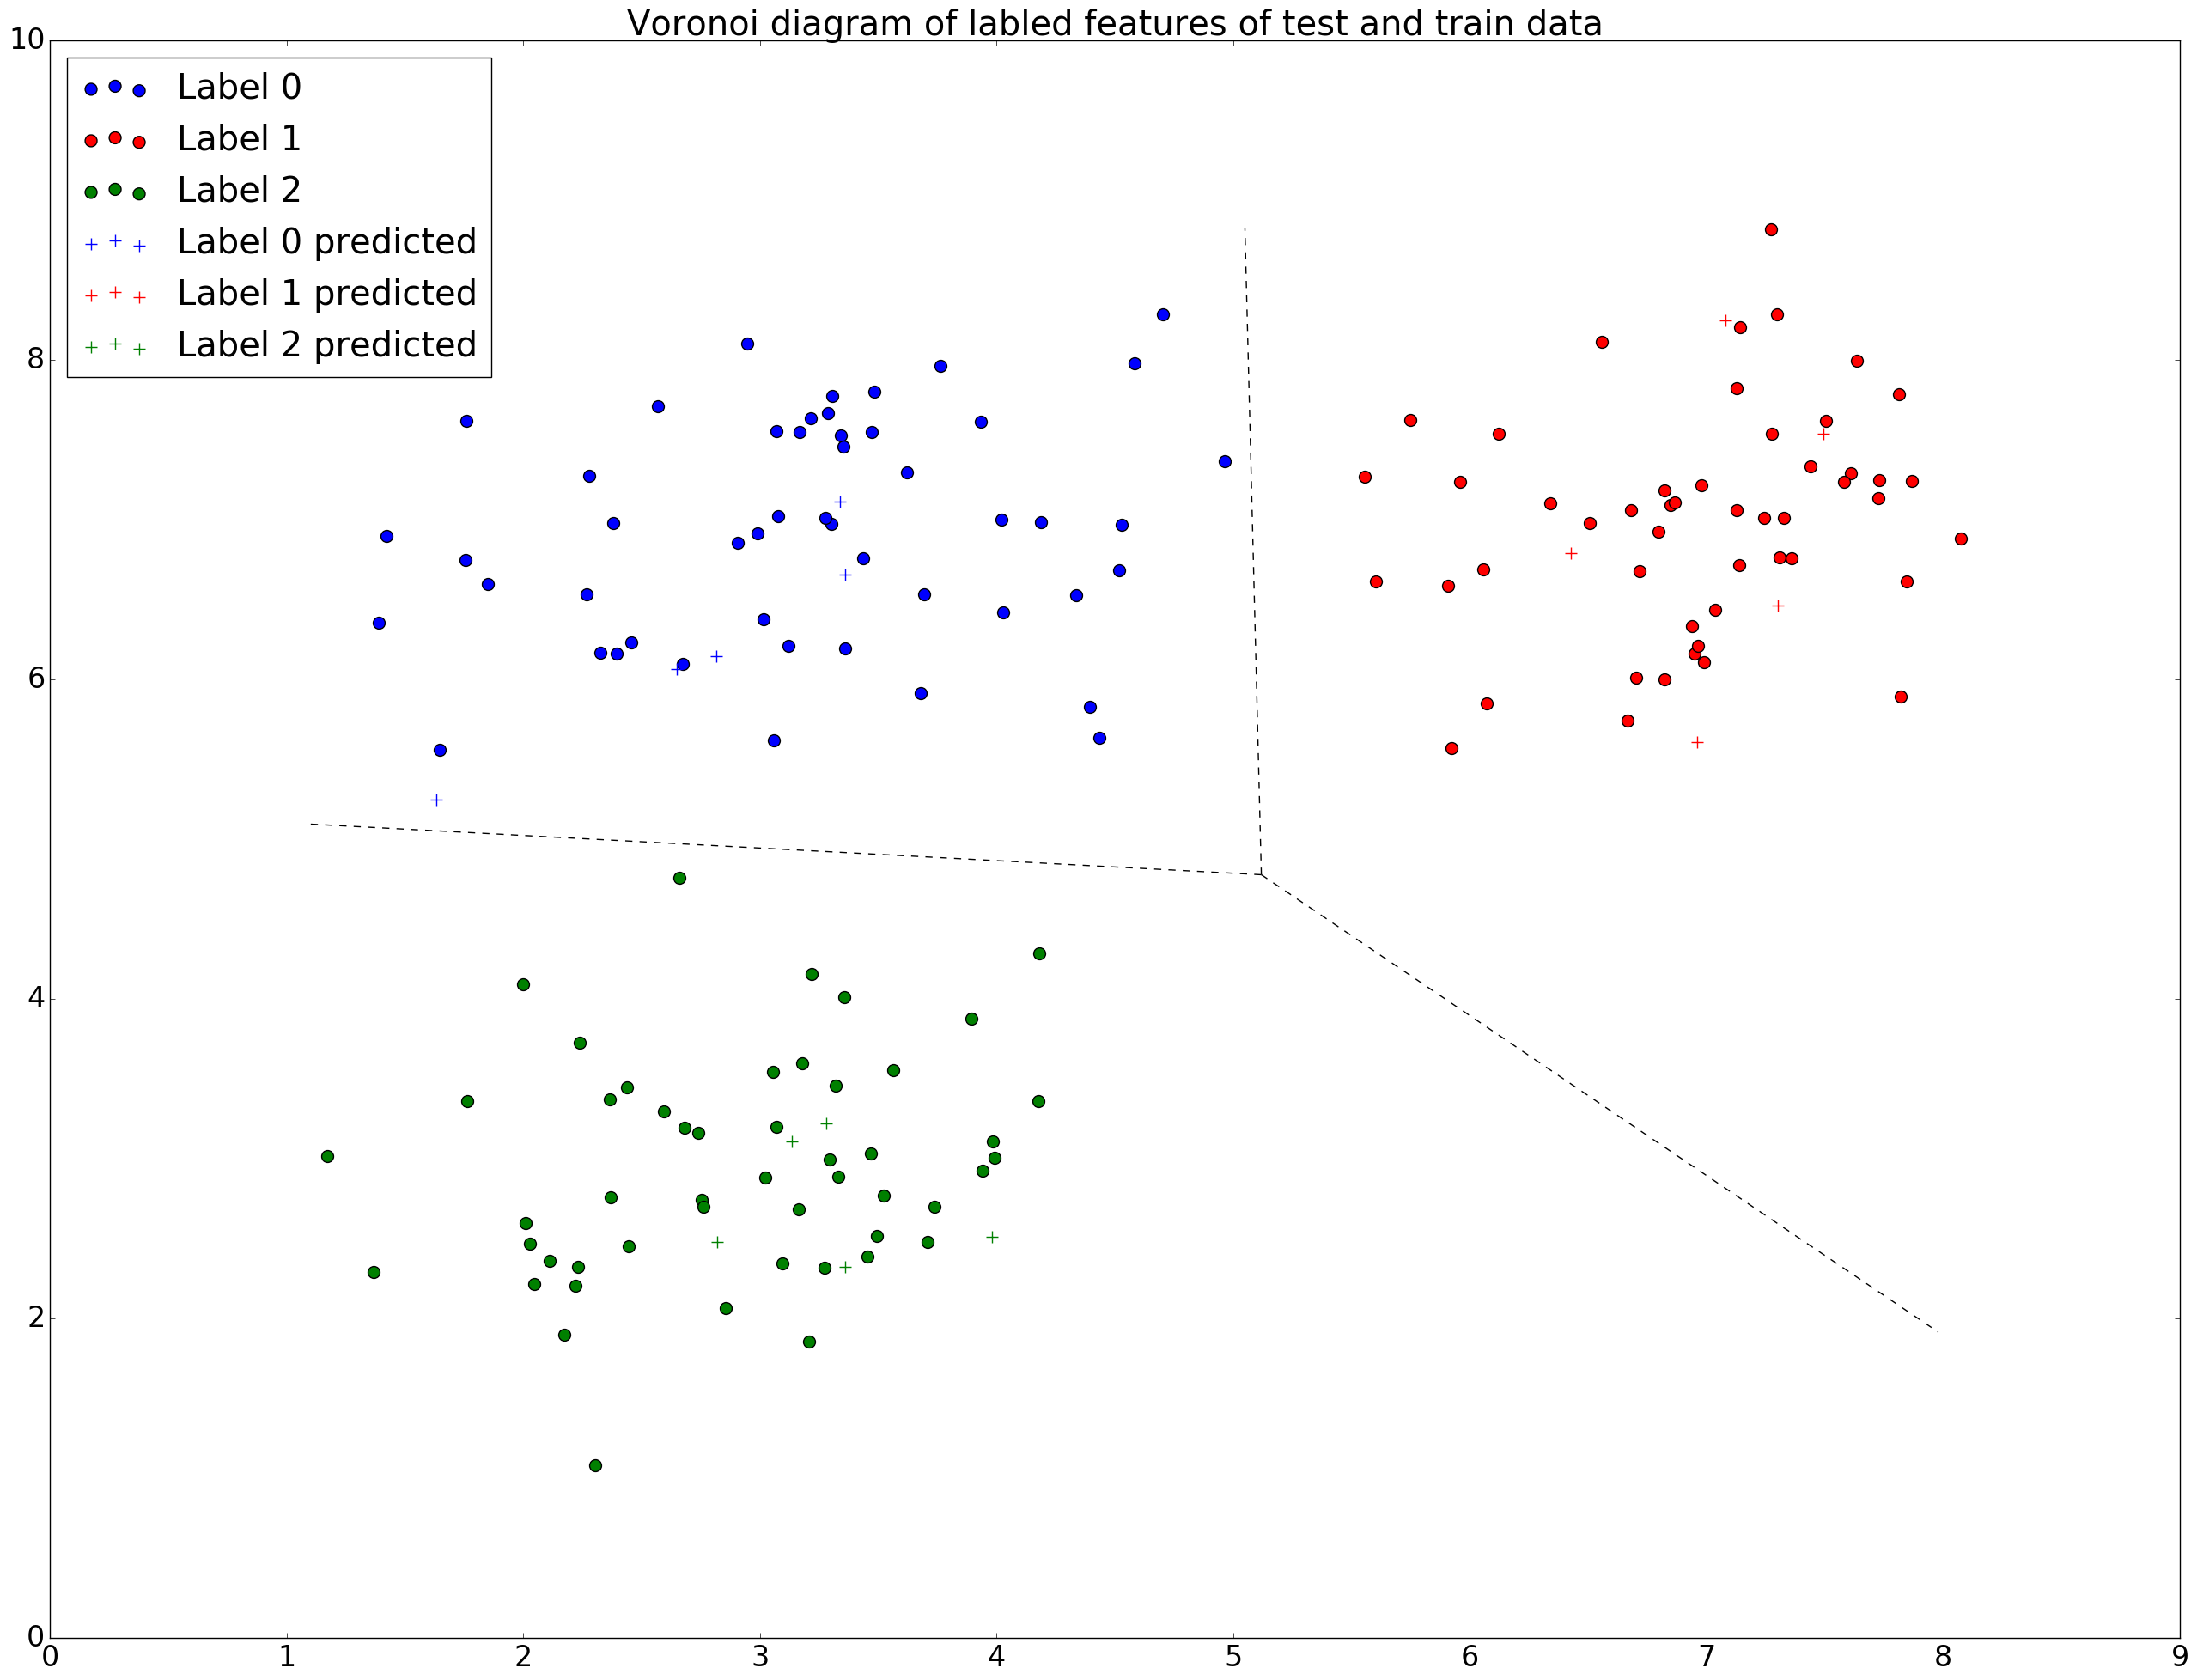 Voronoi diagram of labled features of test and train data
10
8
6
4
2
0
Label 0
Label 1
Label 2
Label 0 predicted
Label 1 predicted
Label 2 predicted
0 1 2 3 4 5 6 7 8 9